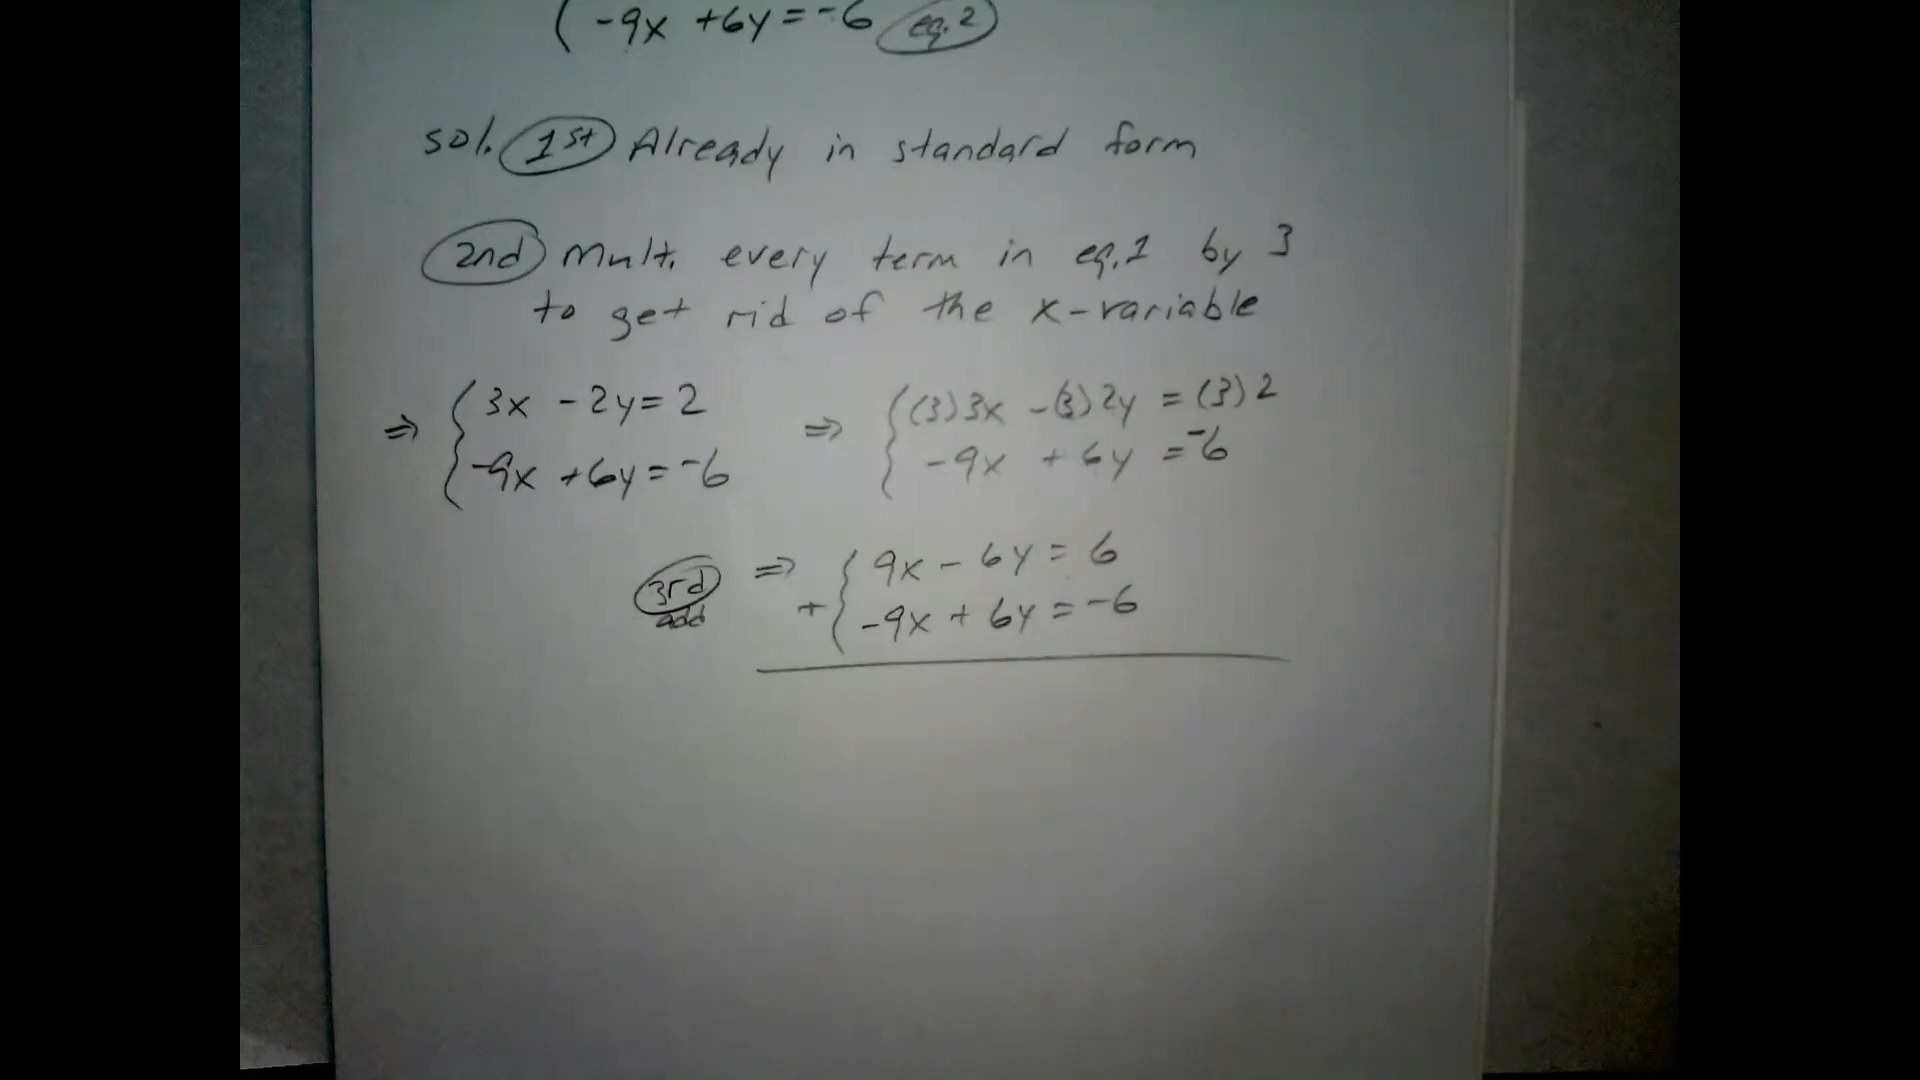 -9x +6y = -6 eq. 2
sol. 1st Already in standard form
2nd Mult. every term in eq. 1 by 3
to get rid of the x-variable
⇒ { 3x - 2y = 2 ⇒ { (3)3x - (3)2y = (3)2
-9x +6y = -6 -9x + 6y = -6
3rd ⇒ { 9x - 6y = 6
add + -9x + 6y = -6